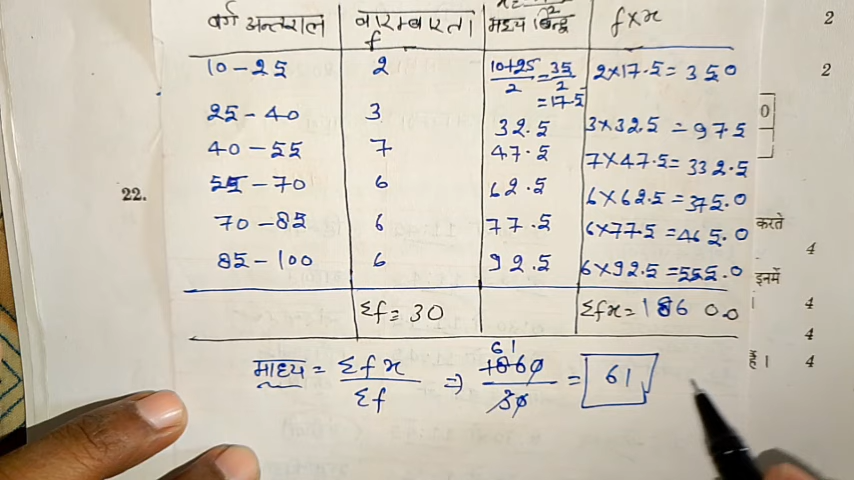 वर्ग अन्तराल बारम्बारता f मध्य बिन्दु f×x
10-25 2 10+25/2 = 35/2 = 17.5 2×17.5 = 35.0
25-40 3 32.5 3×32.5 = 97.5
40-55 7 47.5 7×47.5 = 332.5
55-70 6 62.5 6×62.5 = 375.0
70-85 6 77.5 6×77.5 = 465.0
85-100 6 92.5 6×92.5 = 555.0
Σf = 30 Σfx = 1860.0
माध्य = Σfx/Σf ⇒ 61 1860/30 = 61
22.
2
2
0
करते
4
इनमें
। 4
4
हैं। 4